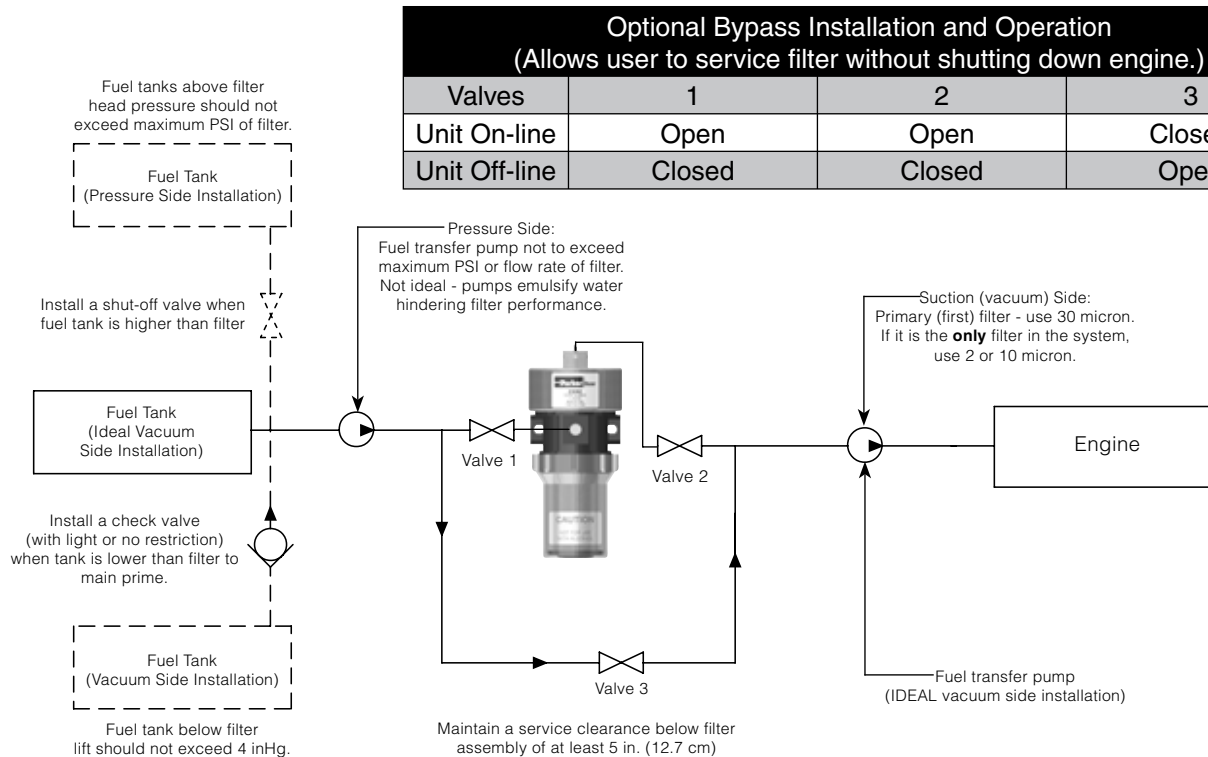 Optional Bypass Installation and Operation
(Allows user to service filter without shutting down engine.)
Valves 1 2 3
Unit On-line Open Open Close
Unit Off-line Closed Closed Ope
Fuel tanks above filter
head pressure should not
exceed maximum PSI of filter.
Fuel Tank
(Pressure Side Installation)
Install a shut-off valve when
fuel tank is higher than filter
Pressure Side:
Fuel transfer pump not to exceed
maximum PSI or flow rate of filter.
Not ideal - pumps emulsify water
hindering filter performance.
Suction (vacuum) Side:
Primary (first) filter - use 30 micron.
If it is the only filter in the system,
use 2 or 10 micron.
Fuel Tank
(Ideal Vacuum
Side Installation)
Valve 1
Valve 2
Engine
Install a check valve
(with light or no restriction)
when tank is lower than filter to
main prime.
CAUTION
Fuel Tank
(Vacuum Side Installation)
Valve 3
Fuel transfer pump
(IDEAL vacuum side installation)
Fuel tank below filter
lift should not exceed 4 inHg.
Maintain a service clearance below filter
assembly of at least 5 in. (12.7 cm)